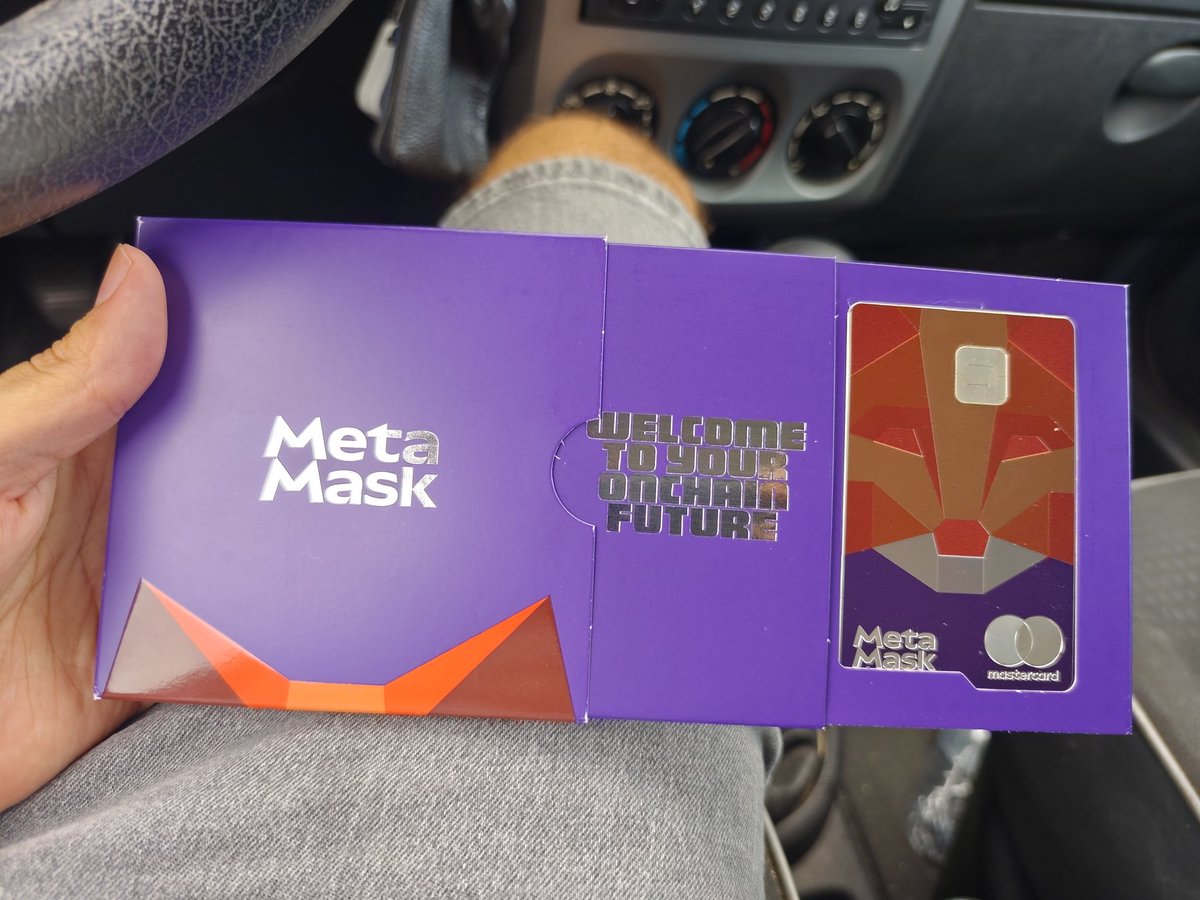 Meta
Mask
WELCOME
TO YOUR
ONCHAIN
FUTURE
Meta
Mask
mastercard